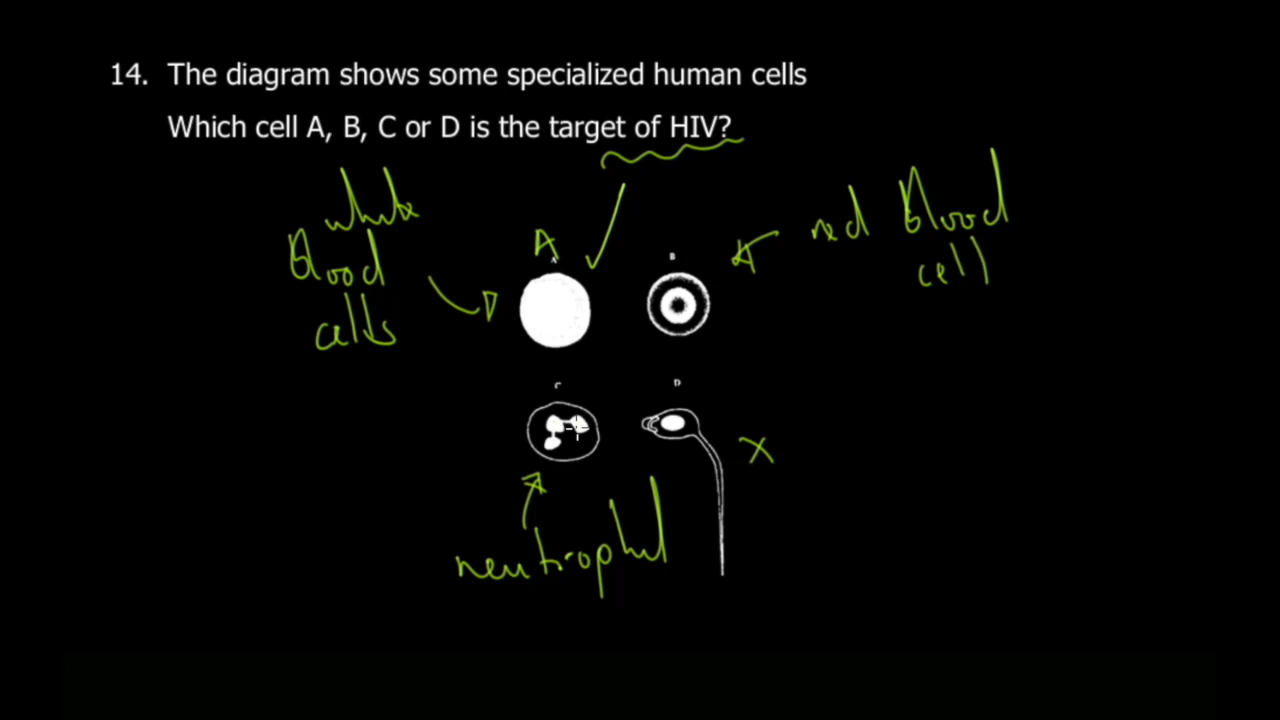 14. The diagram shows some specialized human cells
Which cell A, B, C or D is the target of HIV?
white
Blood
cells
A
A
B
red Blood
cell
C
D
neutrophil